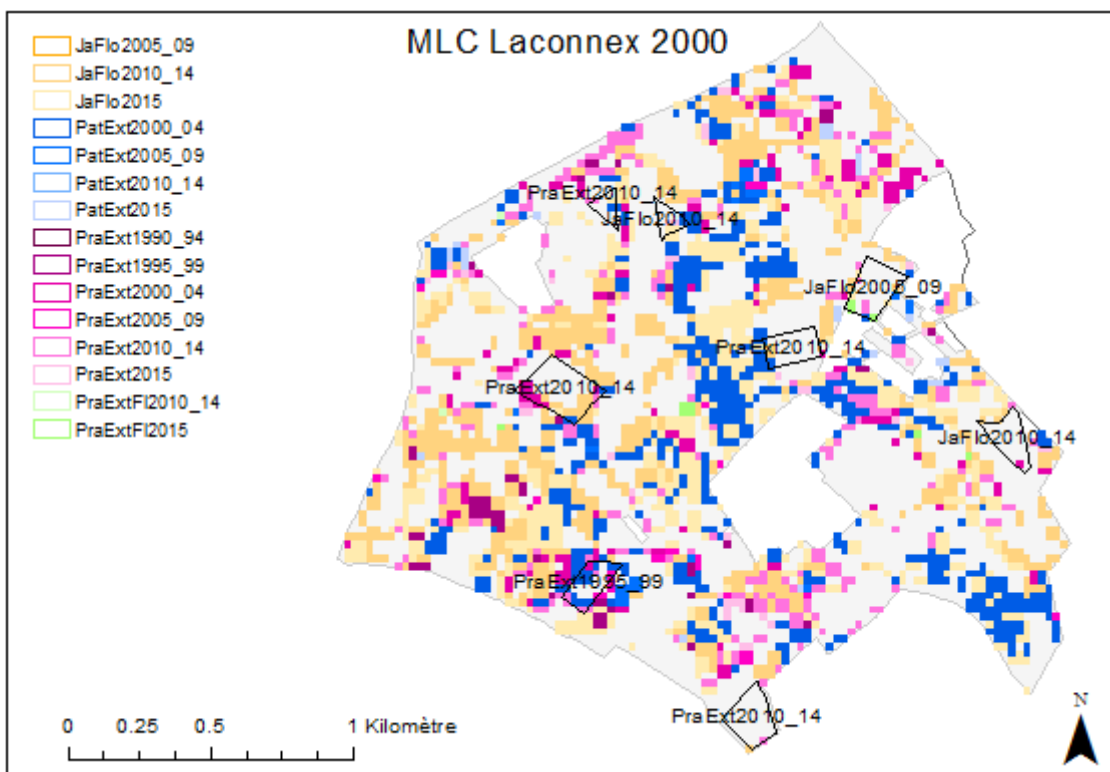 MLC Laconnex 2000
JaFlo2005_09
JaFlo2010_14
JaFlo2015
PatExt2000_04
PatExt2005_09
PatExt2010_14
PatExt2015
PraExt1990_94
PraExt1995_99
PraExt2000_04
PraExt2005_09
PraExt2010_14
PraExt2015
PraExtFl2010_14
PraExtFl2015
PraExt2010_14
JaFlo2010_14
JaFlo2005_09
PraExt2010_14
PraExt2010_14
JaFlo2010_14
PraExt1995_99
PraExt2010_14
0 0.25 0.5 1 Kilomètre
N